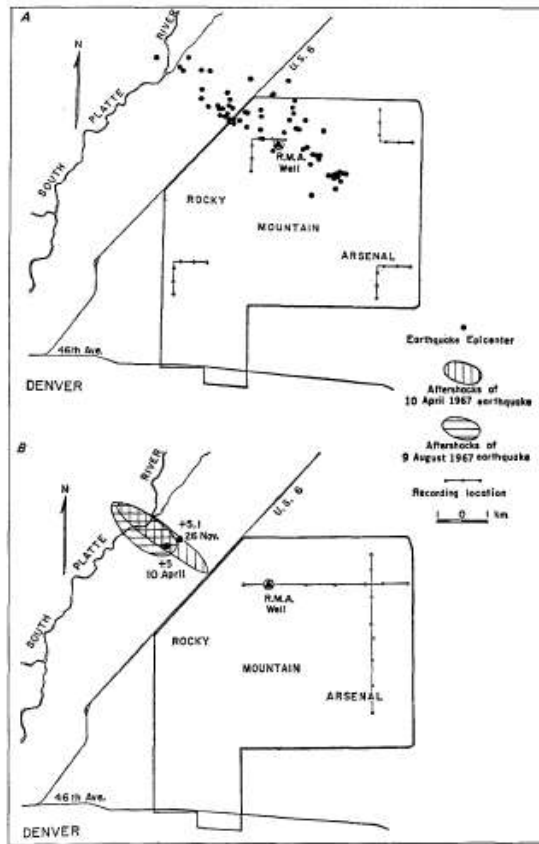 A
N
SOUTH
PLATTE
RIVER
U.S. 6
R.M.A.
Well
ROCKY
MOUNTAIN
ARSENAL
46th Ave.
DENVER
Earthquake Epicenter
Aftershocks of
10 April 1967 earthquake
Aftershocks of
9 August 1967 earthquake
Recording location
1 0 1 km
B
N
SOUTH
PLATTE
RIVER
+5.1
26 Nov.
+5
10 April
U.S. 6
R.M.A.
Well
ROCKY
MOUNTAIN
ARSENAL
46th Ave.
DENVER